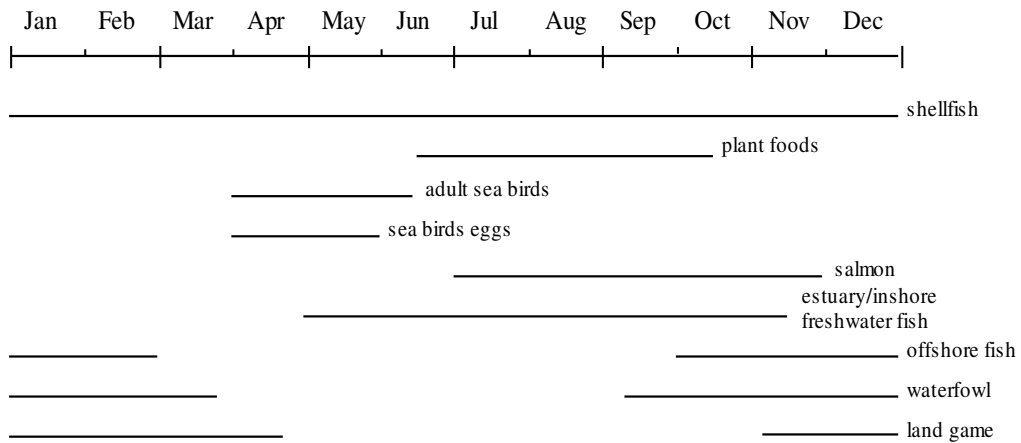 Jan Feb Mar Apr May Jun Jul Aug Sep Oct Nov Dec
shellfish
plant foods
adult sea birds
sea birds eggs
salmon
estuary/inshore
freshwater fish
offshore fish
waterfowl
land game